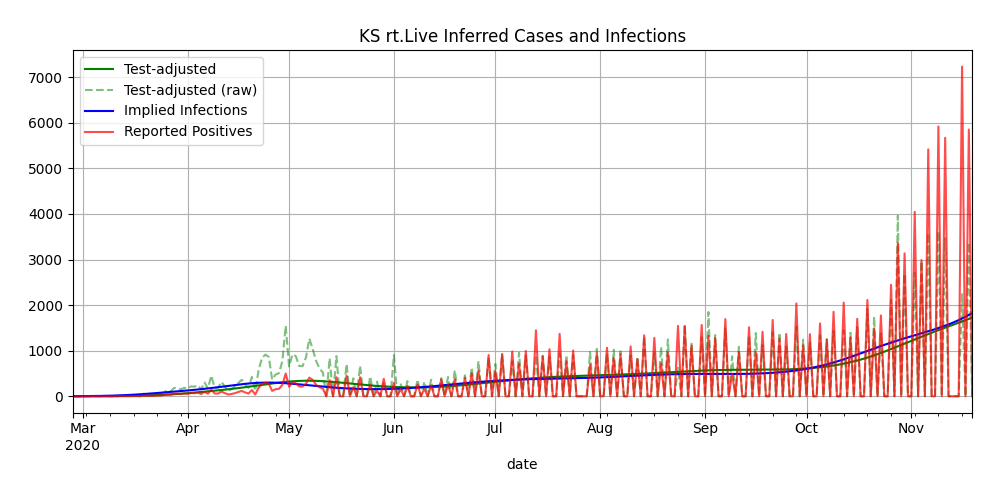 KS rt.Live Inferred Cases and Infections
Test-adjusted
Test-adjusted (raw)
Implied Infections
Reported Positives
7000
6000
5000
4000
3000
2000
1000
0
Mar Apr May Jun Jul Aug Sep Oct Nov
2020
date